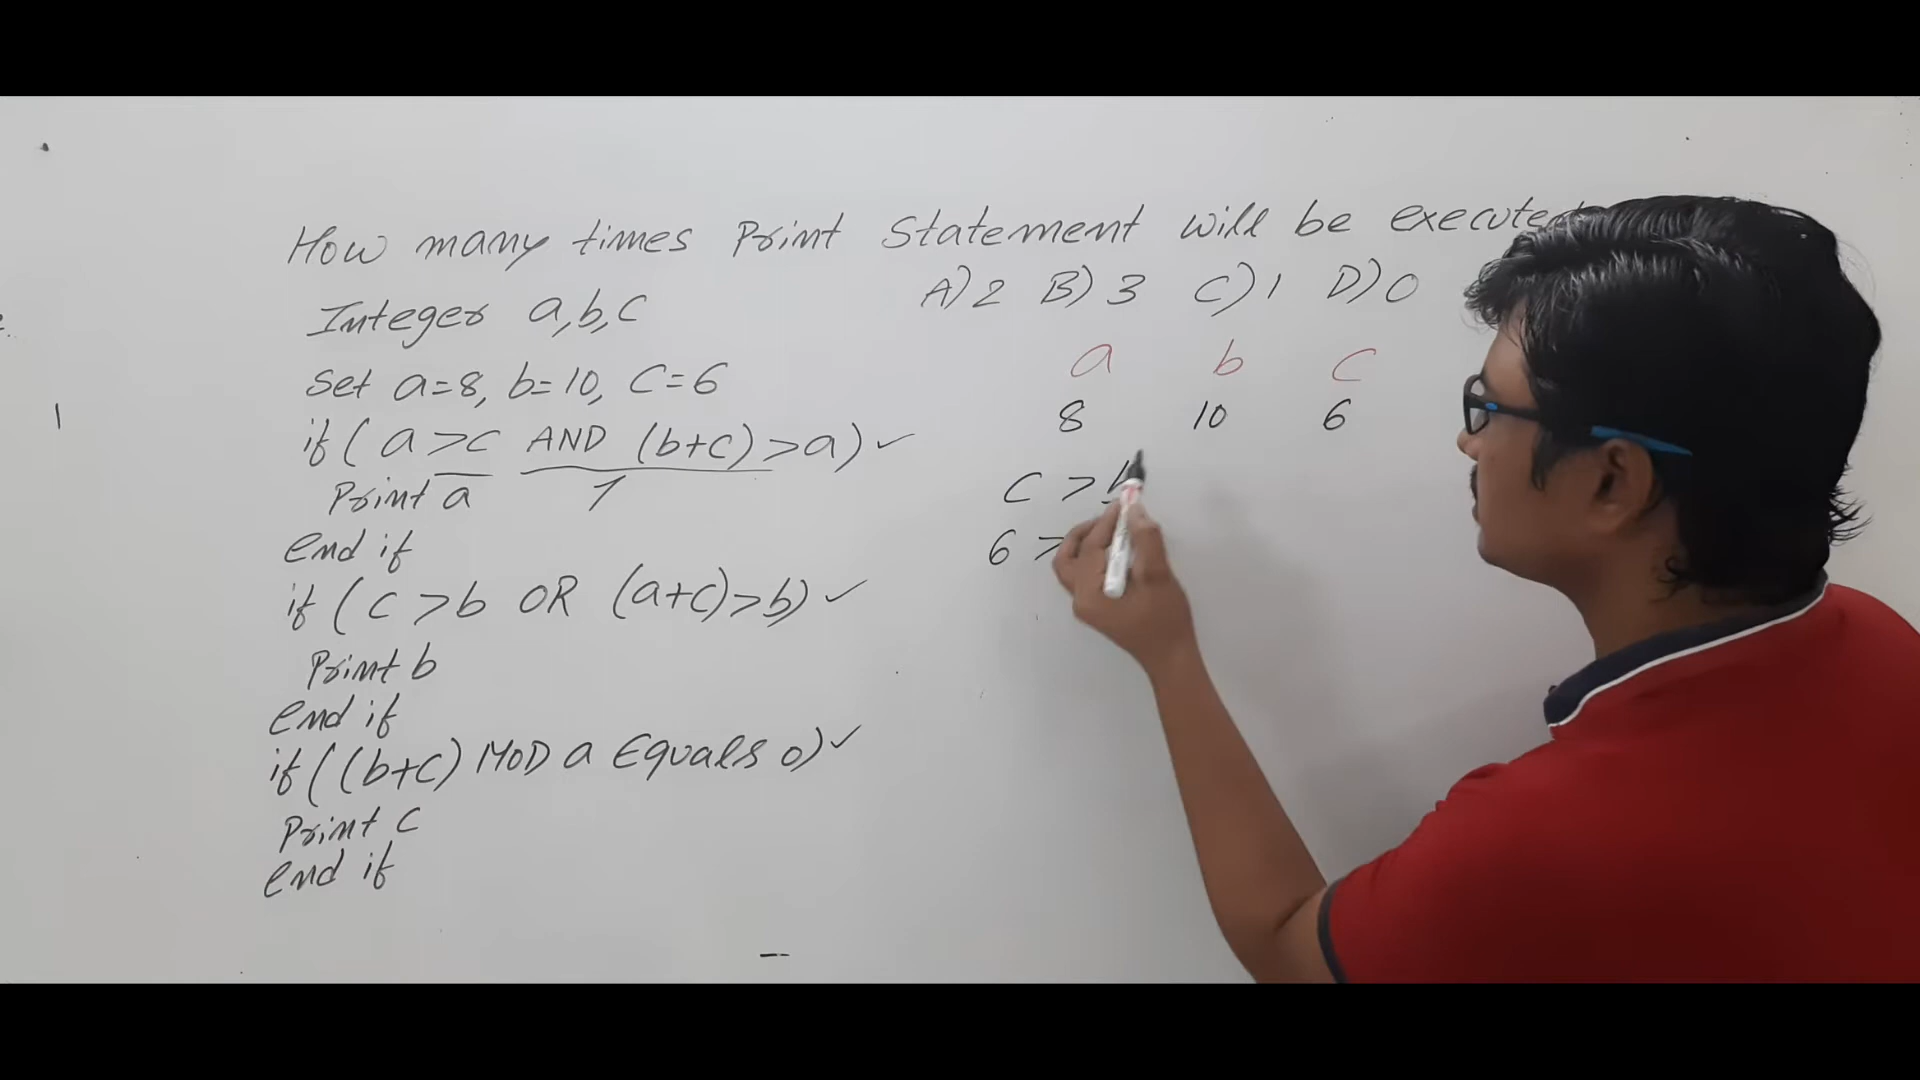 How many times Print Statement will be execute
A) 2 B) 3 C) 1 D) 0
Integer a,b,c
Set a=8, b=10, c=6
if ( a>c AND (b+c)>a) ✓
Print a
end if
if ( c >b OR (a+c)>b) ✓
Print b
end if
if ( (b+c) MOD a Equals 0) ✓
Print c
end if
a b c
8 10 6
c >
6 >